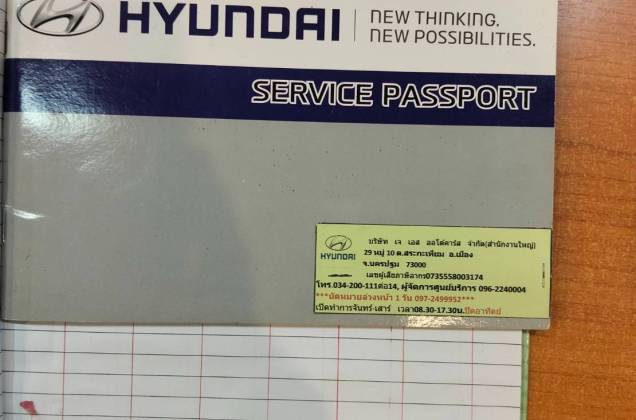 HYUNDAI
NEW THINKING.
NEW POSSIBILITIES.
SERVICE PASSPORT
HYUNDAI
บริษัท เจ เอส ออโต้คาร์ส จำกัด(สำนักงานใหญ่)
29 หมู่ 10 ต.สระกะเทียม อ.เมือง
จ.นครปฐม 73000
เลขผู้เสียภาษีอากร0735558003174
โทร.034-200-111ต่อ14, ผู้จัดการศูนย์บริการ 096-2240004
***นัดหมายล่วงหน้า 1 วัน 097-2499952***
เปิดทำการจันทร์-เสาร์ เวลา08.30-17.30น.ปิดอาทิตย์